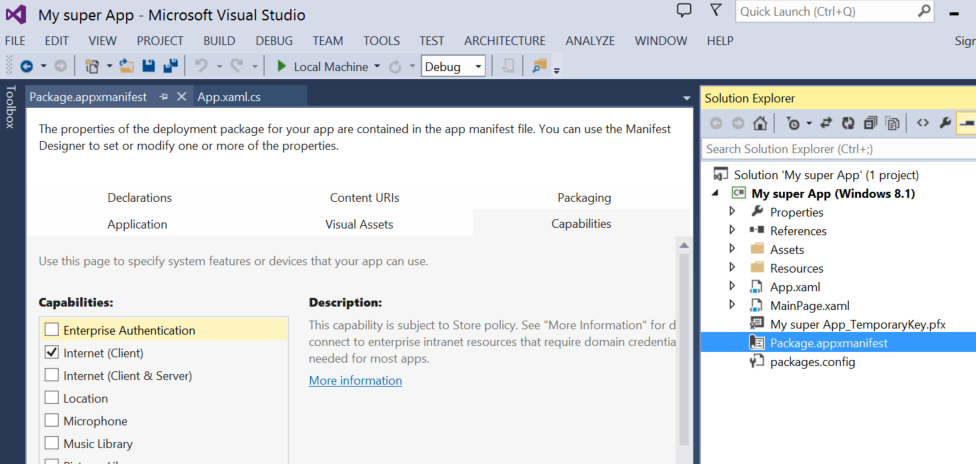 My super App - Microsoft Visual Studio
Quick Launch (Ctrl+Q)
FILE EDIT VIEW PROJECT BUILD DEBUG TEAM TOOLS TEST ARCHITECTURE ANALYZE WINDOW HELP
Local Machine Debug
Toolbox
Package.appxmanifest App.xaml.cs
The properties of the deployment package for your app are contained in the app manifest file. You can use the Manifest
Designer to set or modify one or more of the properties.
Declarations Content URIs Packaging
Application Visual Assets Capabilities
Use this page to specify system features or devices that your app can use.
Capabilities:
Enterprise Authentication
Internet (Client)
Internet (Client & Server)
Location
Microphone
Music Library
Description:
This capability is subject to Store policy. See "More Information" for d
connect to enterprise intranet resources that require domain credentia
needed for most apps.
More information
Solution Explorer
C#
Search Solution Explorer (Ctrl+;)
Solution 'My super App' (1 project)
My super App (Windows 8.1)
Properties
References
Assets
Resources
App.xaml
MainPage.xaml
My super App_TemporaryKey.pfx
Package.appxmanifest
packages.config